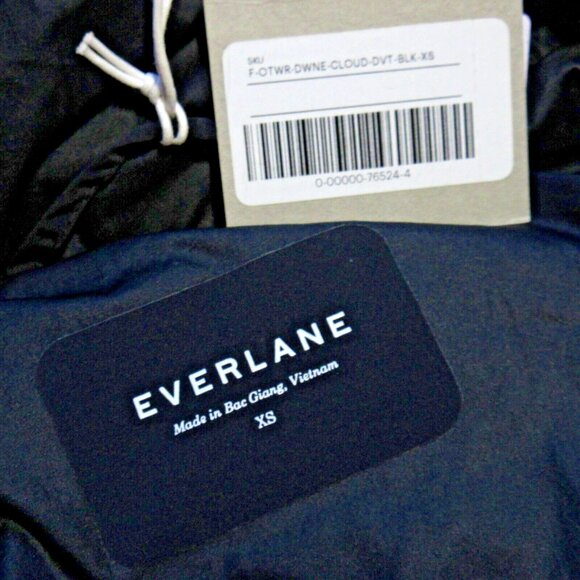 SKU
F-OTWR-DWNE-CLOUD-DVT-BLK-XS
0-00000-76524-4
EVERLANE
Made in Bac Giang, Vietnam
XS